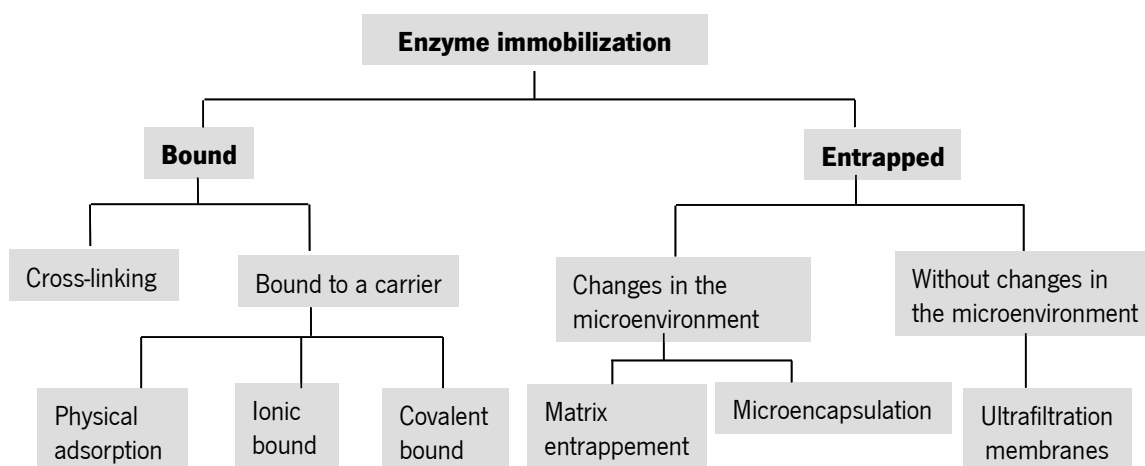 Enzyme immobilization
Bound
Entrapped
Cross-linking
Bound to a carrier
Changes in the
microenvironment
Without changes in
the microenvironment
Physical
adsorption
Ionic
bound
Covalent
bound
Matrix
entrappement
Microencapsulation
Ultrafiltration
membranes